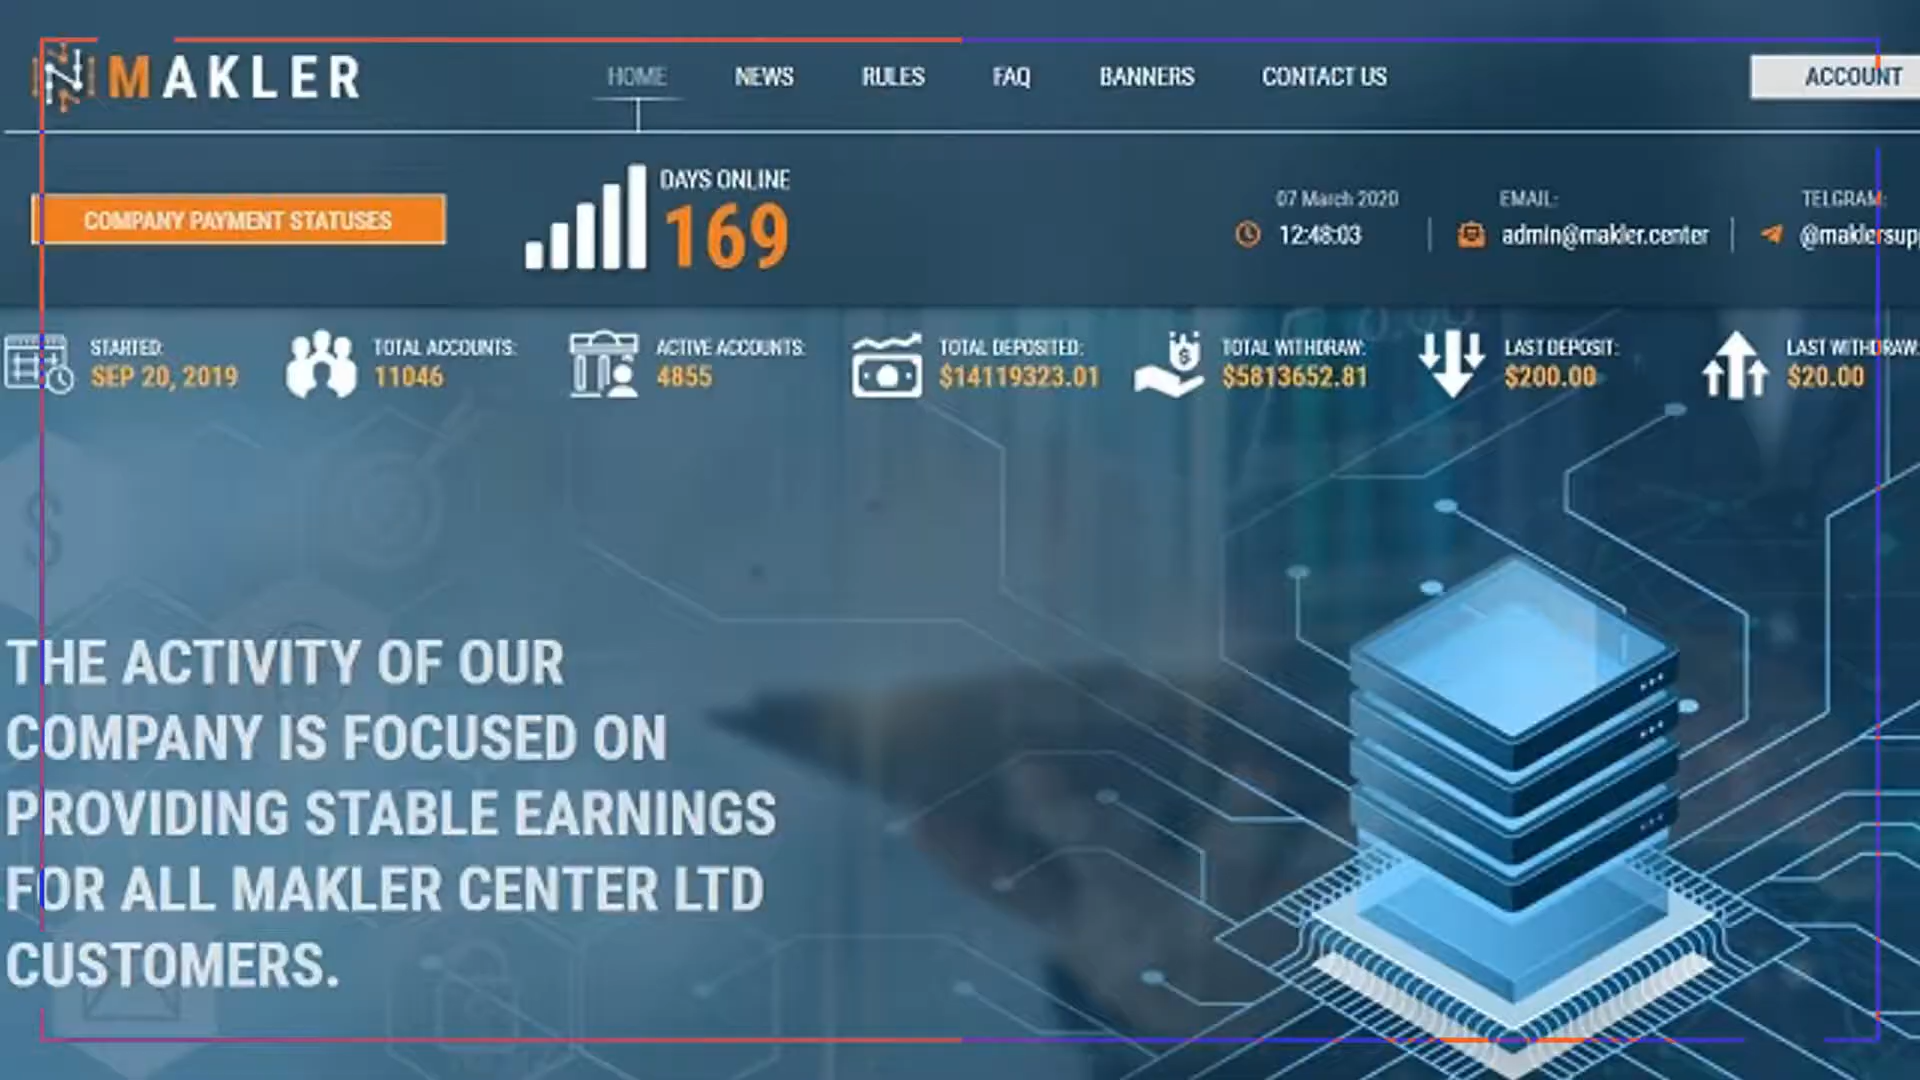 MAKLER
HOME NEWS RULES FAQ BANNERS CONTACT US ACCOUNT
COMPANY PAYMENT STATUSES
DAYS ONLINE
169
07 March 2020
12:48:03
EMAIL:
admin@makler.center
TELGRAM:
@maklersupp
STARTED:
SEP 20, 2019
TOTAL ACCOUNTS:
11046
ACTIVE ACCOUNTS:
4855
TOTAL DEPOSITED:
$14119323.01
TOTAL WITHDRAW:
$5813652.81
LAST DEPOSIT:
$200.00
LAST WITHDRAW:
$20.00
THE ACTIVITY OF OUR
COMPANY IS FOCUSED ON
PROVIDING STABLE EARNINGS
FOR ALL MAKLER CENTER LTD
CUSTOMERS.